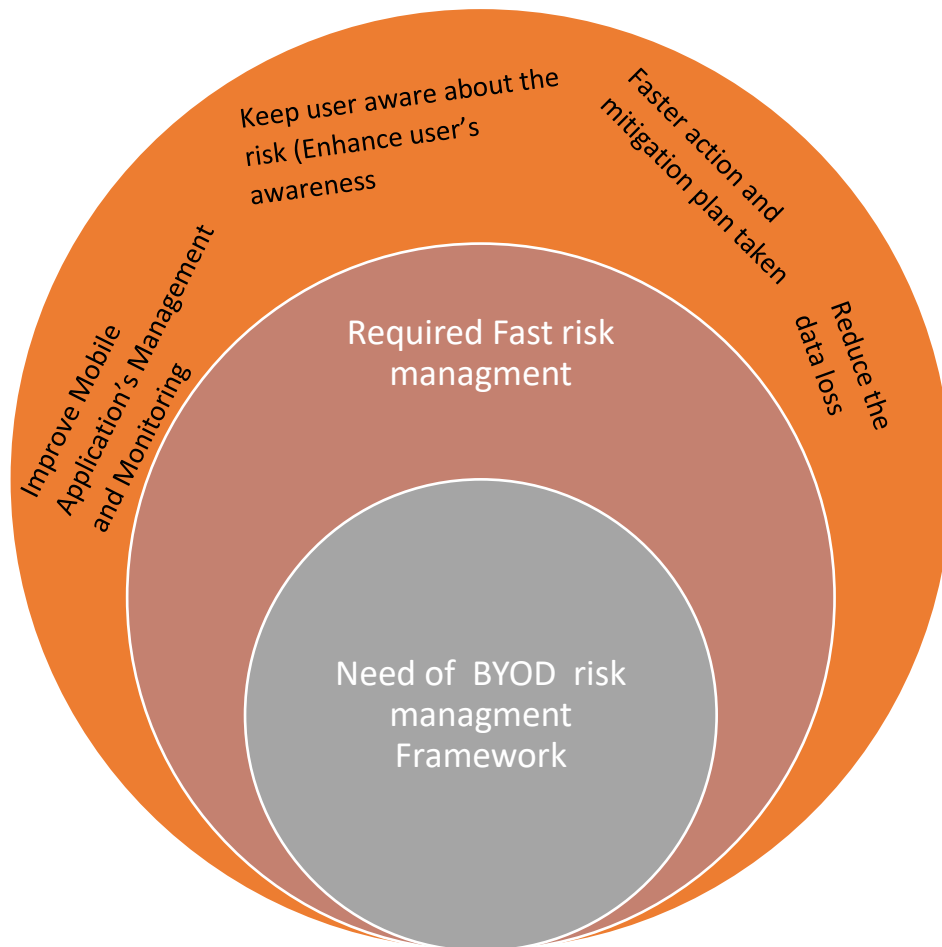 Keep user aware about the
risk (Enhance user’s
awareness
Faster action and
mitigation plan taken
Improve Mobile
Application’s Management
and Monitoring
Reduce the
data loss
Required Fast risk
managment
Need of  BYOD  risk
managment
Framework